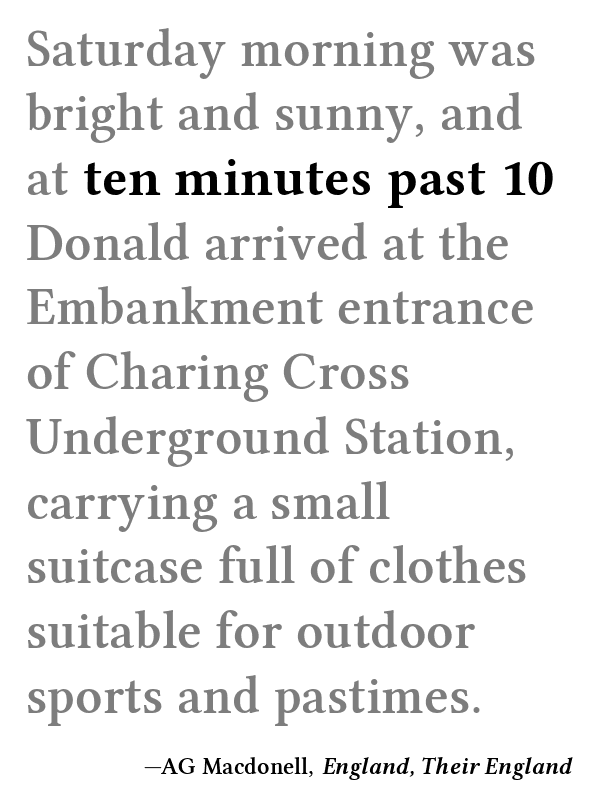 Saturday morning was
bright and sunny, and
at ten minutes past 10
Donald arrived at the
Embankment entrance
of Charing Cross
Underground Station,
carrying a small
suitcase full of clothes
suitable for outdoor
sports and pastimes.
—AG Macdonell, England, Their England